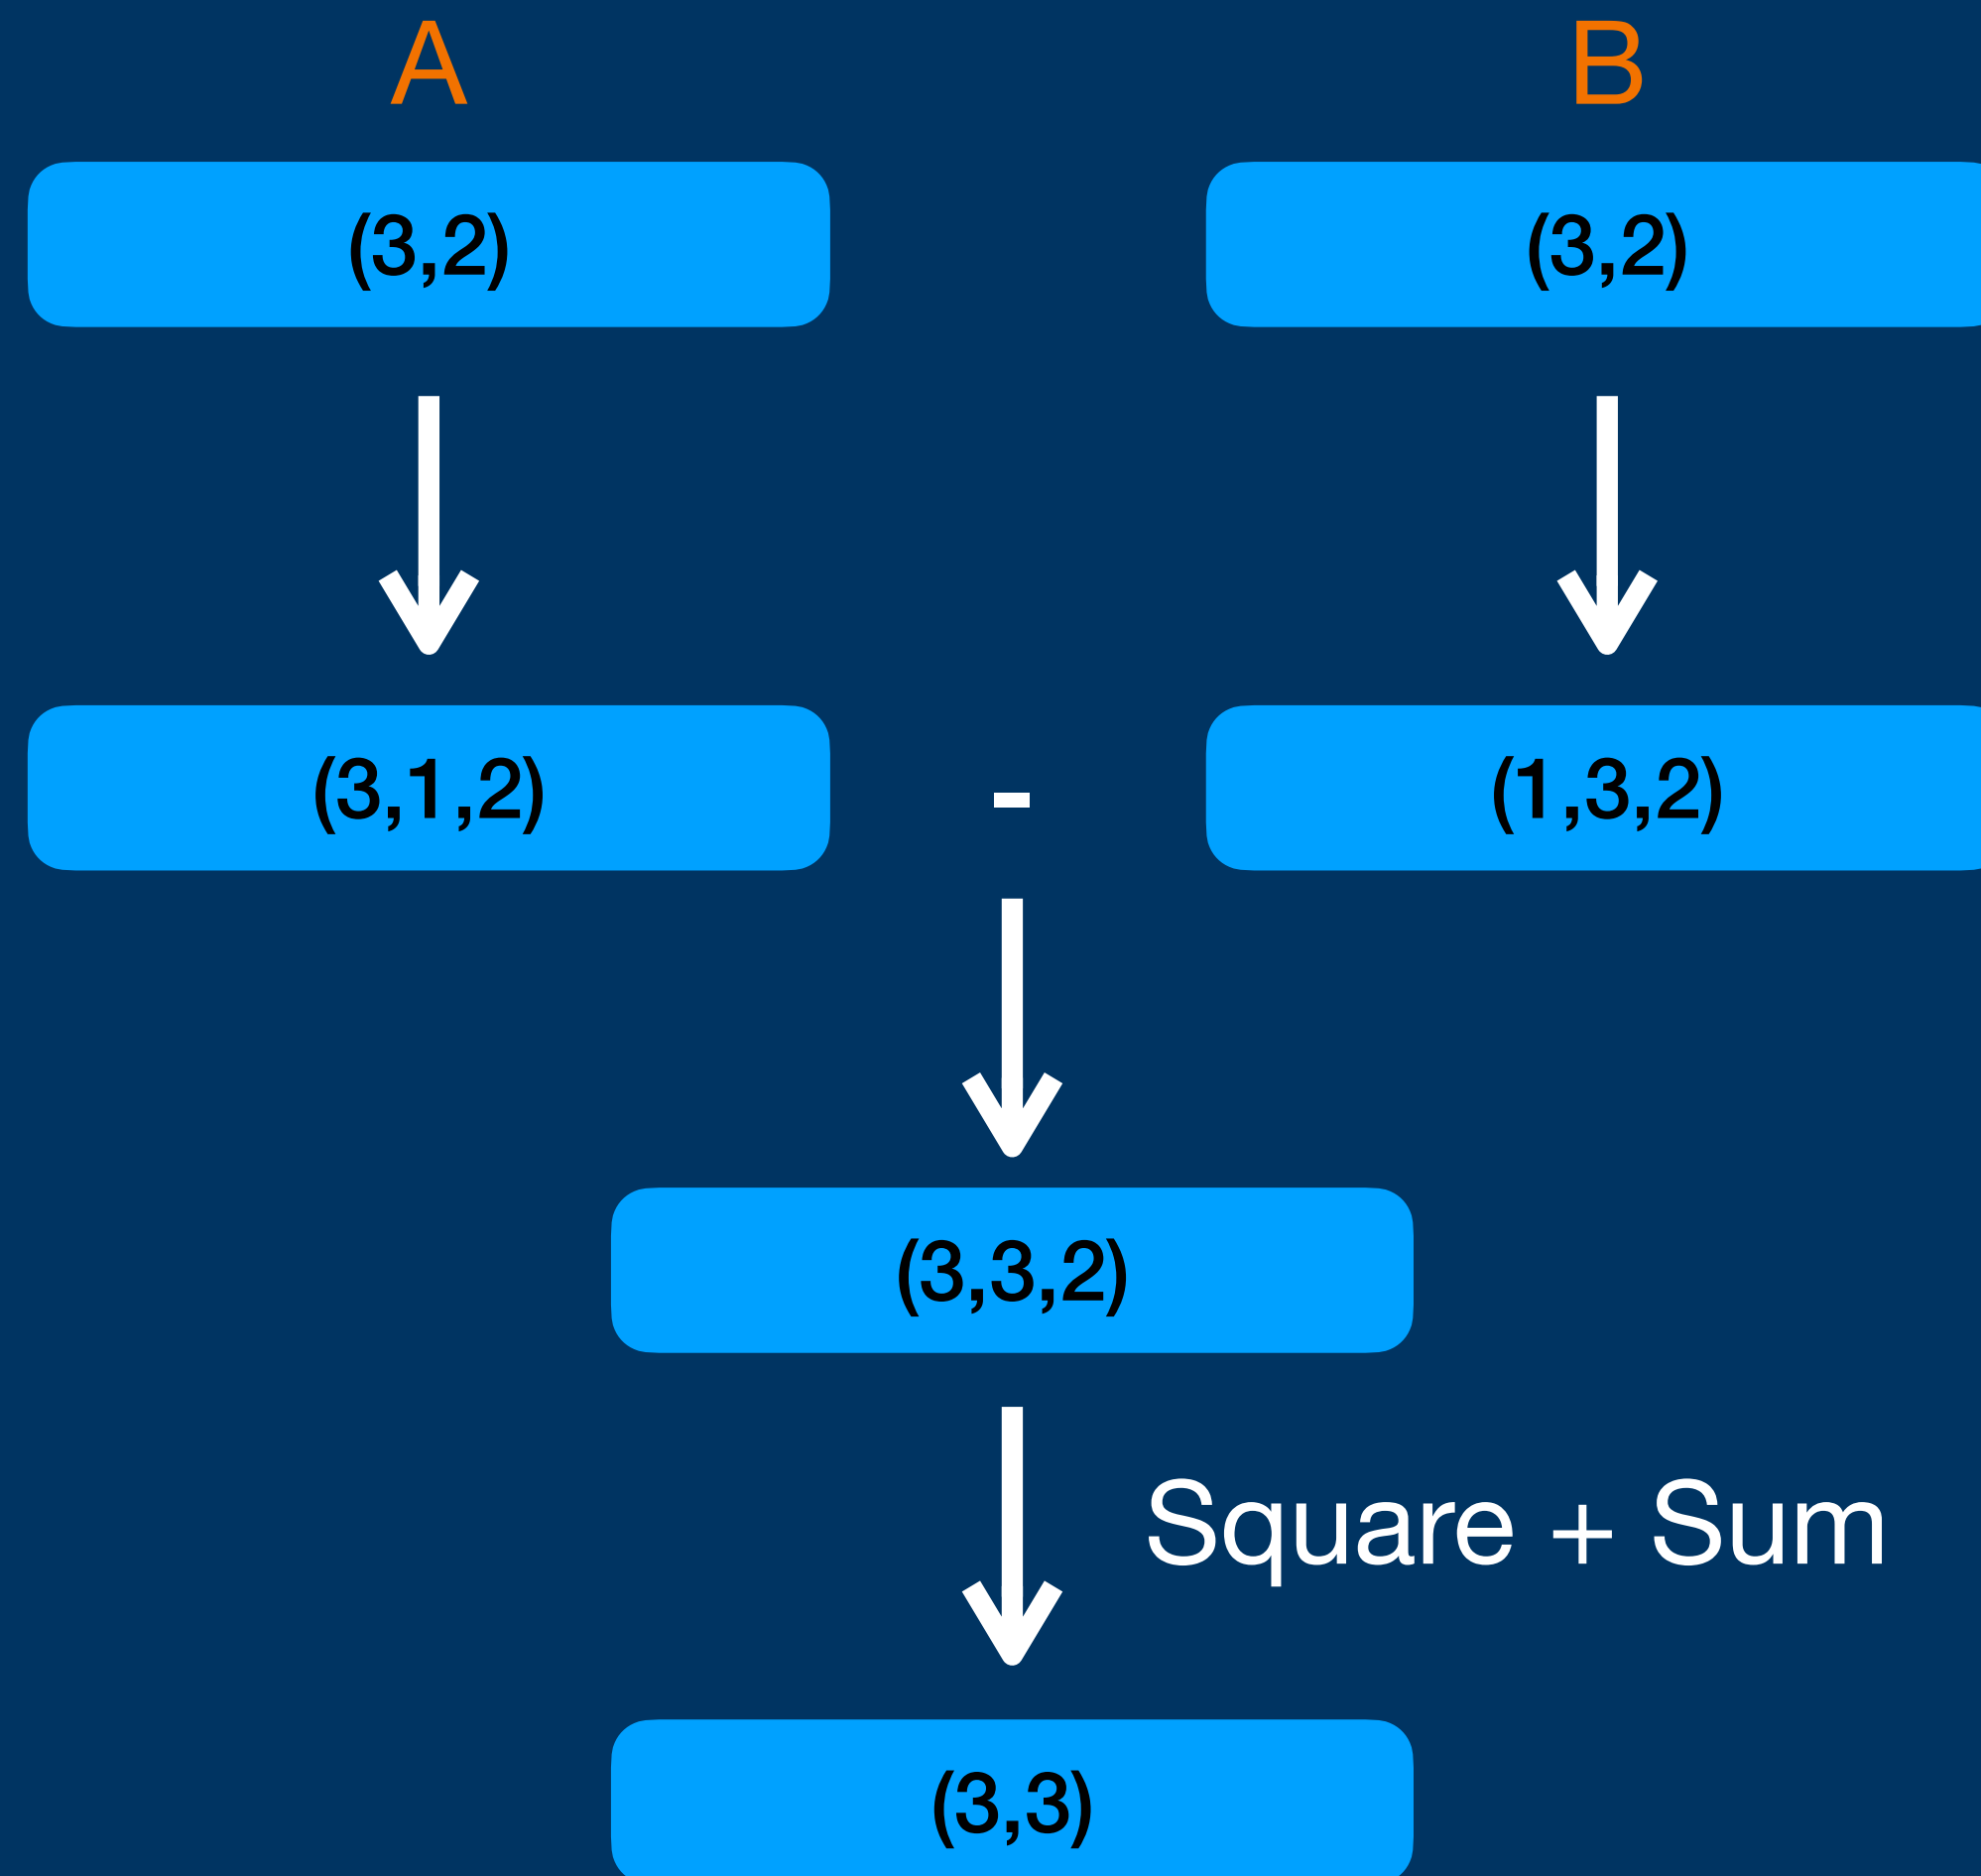 A B
(3,2) (3,2)
(3,1,2) - (1,3,2)
(3,3,2)
Square + Sum
(3,3)